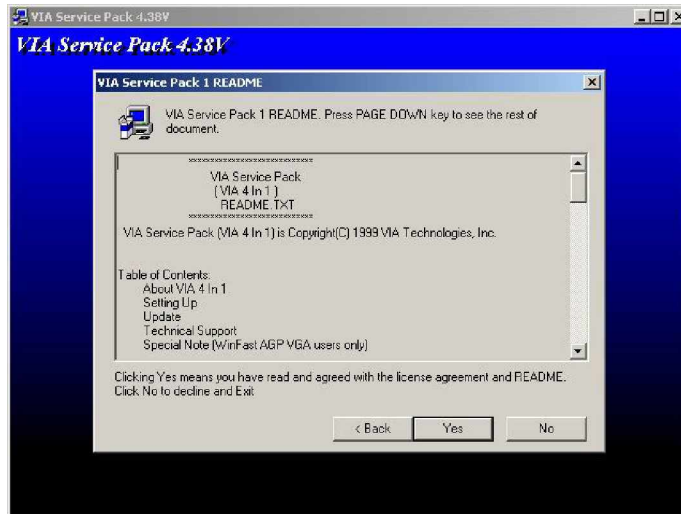 VIA Service Pack 4.38V
VIA Service Pack 4.38V
VIA Service Pack 1 README
VIA Service Pack 1 README. Press PAGE DOWN key to see the rest of
document.
VIA Service Pack
( VIA 4 In 1 )
README.TXT
VIA Service Pack (VIA 4 In 1) is Copyright(C) 1999 VIA Technologies, Inc.
Table of Contents:
About VIA 4 In 1
Setting Up
Update
Technical Support
Special Note (WinFast AGP VGA users only)
Clicking Yes means you have read and agreed with the license agreement and README.
Click No to decline and Exit
< Back Yes No